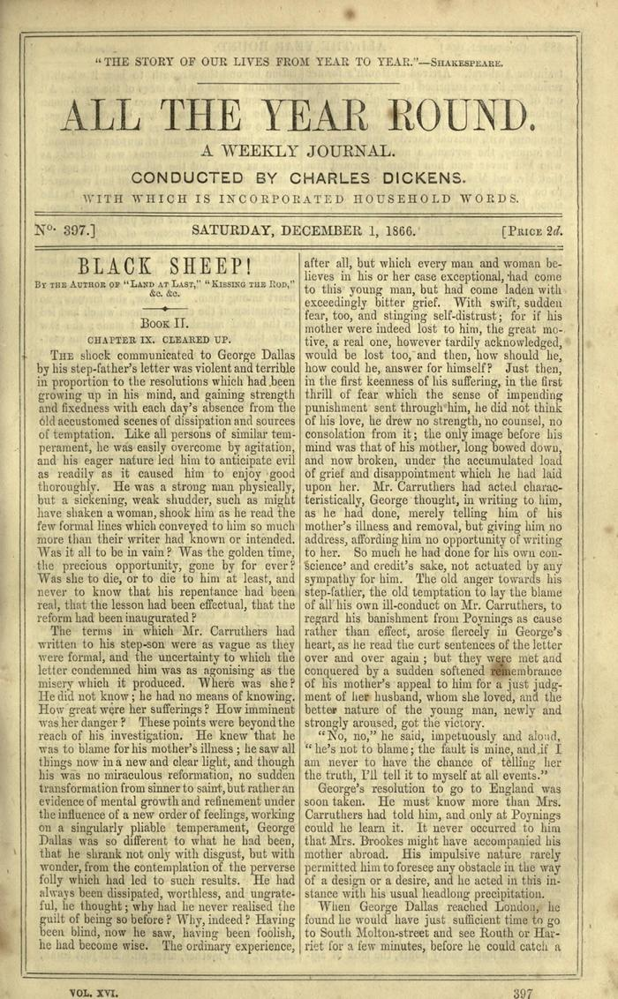 "THE STORY OF OUR LIVES FROM YEAR TO YEAR."—SHAKESPEARE.
ALL THE YEAR ROUND.
A WEEKLY JOURNAL.
CONDUCTED BY CHARLES DICKENS.
WITH WHICH IS INCORPORATED HOUSEHOLD WORDS.
No. 397.]
SATURDAY, DECEMBER 1, 1866.
[PRICE 2d.
BLACK SHEEP!
BY THE AUTHOR OF "LAND AT LAST," "KISSING THE ROD,"
&c. &c.
BOOK II.
CHAPTER IX. CLEARED UP.
THE shock communicated to George Dallas
by his step-father's letter was violent and terrible
in proportion to the resolutions which had been
growing up in his mind, and gaining strength
and fixedness with each day's absence from the
old accustomed scenes of dissipation and sources
of temptation. Like all persons of similar tem-
perament, he was easily overcome by agitation,
and his eager nature led him to anticipate evil
as readily as it caused him to enjoy good
thoroughly. He was a strong man physically,
but a sickening, weak shudder, such as might
have shaken a woman, shook him as he read the
few formal lines which conveyed to him so much
more than their writer had known or intended.
Was it all to be in vain? Was the golden time,
the precious opportunity, gone by for ever?
Was she to die, or to die to him at least, and
never to know that his repentance had been
real, that the lesson had been effectual, that the
reform had been inaugurated?
The terms in which Mr. Carruthers had
written to his step-son were as vague as they
were formal, and the uncertainty to which the
letter condemned him was as agonising as the
misery which it produced. Where was she?
He did not know; he had no means of knowing.
How great were her sufferings? How imminent
was her danger? These points were beyond the
reach of his investigation. He knew that he
was to blame for his mother's illness; he saw all
things now in a new and clear light, and though
his was no miraculous reformation, no sudden
transformation from sinner to saint, but rather an
evidence of mental growth and refinement under
the influence of a new order of feelings, working
on a singularly pliable temperament, George
Dallas was so different to what he had been,
that he shrank not only with disgust, but with
wonder, from the contemplation of the perverse
folly which had led to such results. He had
always been dissipated, worthless, and ungrate-
ful, he thought; why had he never realised the
guilt of being so before? Why, indeed? Having
been blind, now he saw, having been foolish,
he had become wise. The ordinary experience,
after all, but which every man and woman be-
lieves in his or her case exceptional, had come
to this young man, but had come laden with
exceedingly bitter grief. With swift, sudden
fear, too, and stinging self-distrust; for if his
mother were indeed lost to him, the great mo-
tive, a real one, however tardily acknowledged,
would be lost too, and then, how should he,
how could he, answer for himself? Just then,
in the first keenness of his suffering, in the first
thrill of fear which the sense of impending
punishment sent through him, he did not think
of his love, he drew no strength, no counsel, no
consolation from it; the only image before his
mind was that of his mother, long bowed down,
and now broken, under the accumulated load
of grief and disappointment which he had laid
upon her. Mr. Carruthers had acted charac-
teristically, George thought, in writing to him,
as he had done, merely telling him of his
mother's illness and removal, but giving him no
address, affording him no opportunity of writing
to her. So much he had done for his own con-
science' and credit's sake, not actuated by any
sympathy for him. The old anger towards his
step-father, the old temptation to lay the blame
of all his own ill-conduct on Mr. Carruthers, to
regard his banishment from Poynings as cause
rather than effect, arose fiercely in George's
heart, as he read the curt sentences of the letter
over and over again; but they were met and
conquered by a sudden softened remembrance
of his mother's appeal to him for a just judg-
ment of her husband, whom she loved, and the
better nature of the young man, newly and
strongly aroused, got the victory.
"No, no," he said, impetuously and aloud,
"he's not to blame; the fault is mine, and if I
am never to have the chance of telling her
the truth, I'll tell it to myself at all events."
George's resolution to go to England was
soon taken. He must know more than Mrs.
Carruthers had told him, and only at Poynings
could he learn it. It never occurred to him
that Mrs. Brookes might have accompanied his
mother abroad. His impulsive nature rarely
permitted him to foresee any obstacle in the way
of a design or a desire, and he acted in this in-
stance with his usual headlong precipitation.
When George Dallas reached London, he
found he would have just sufficient time to go
to South Molton-street and see Routh or Har-
riet for a few minutes, before he could catch a
VOL. XVI.
397